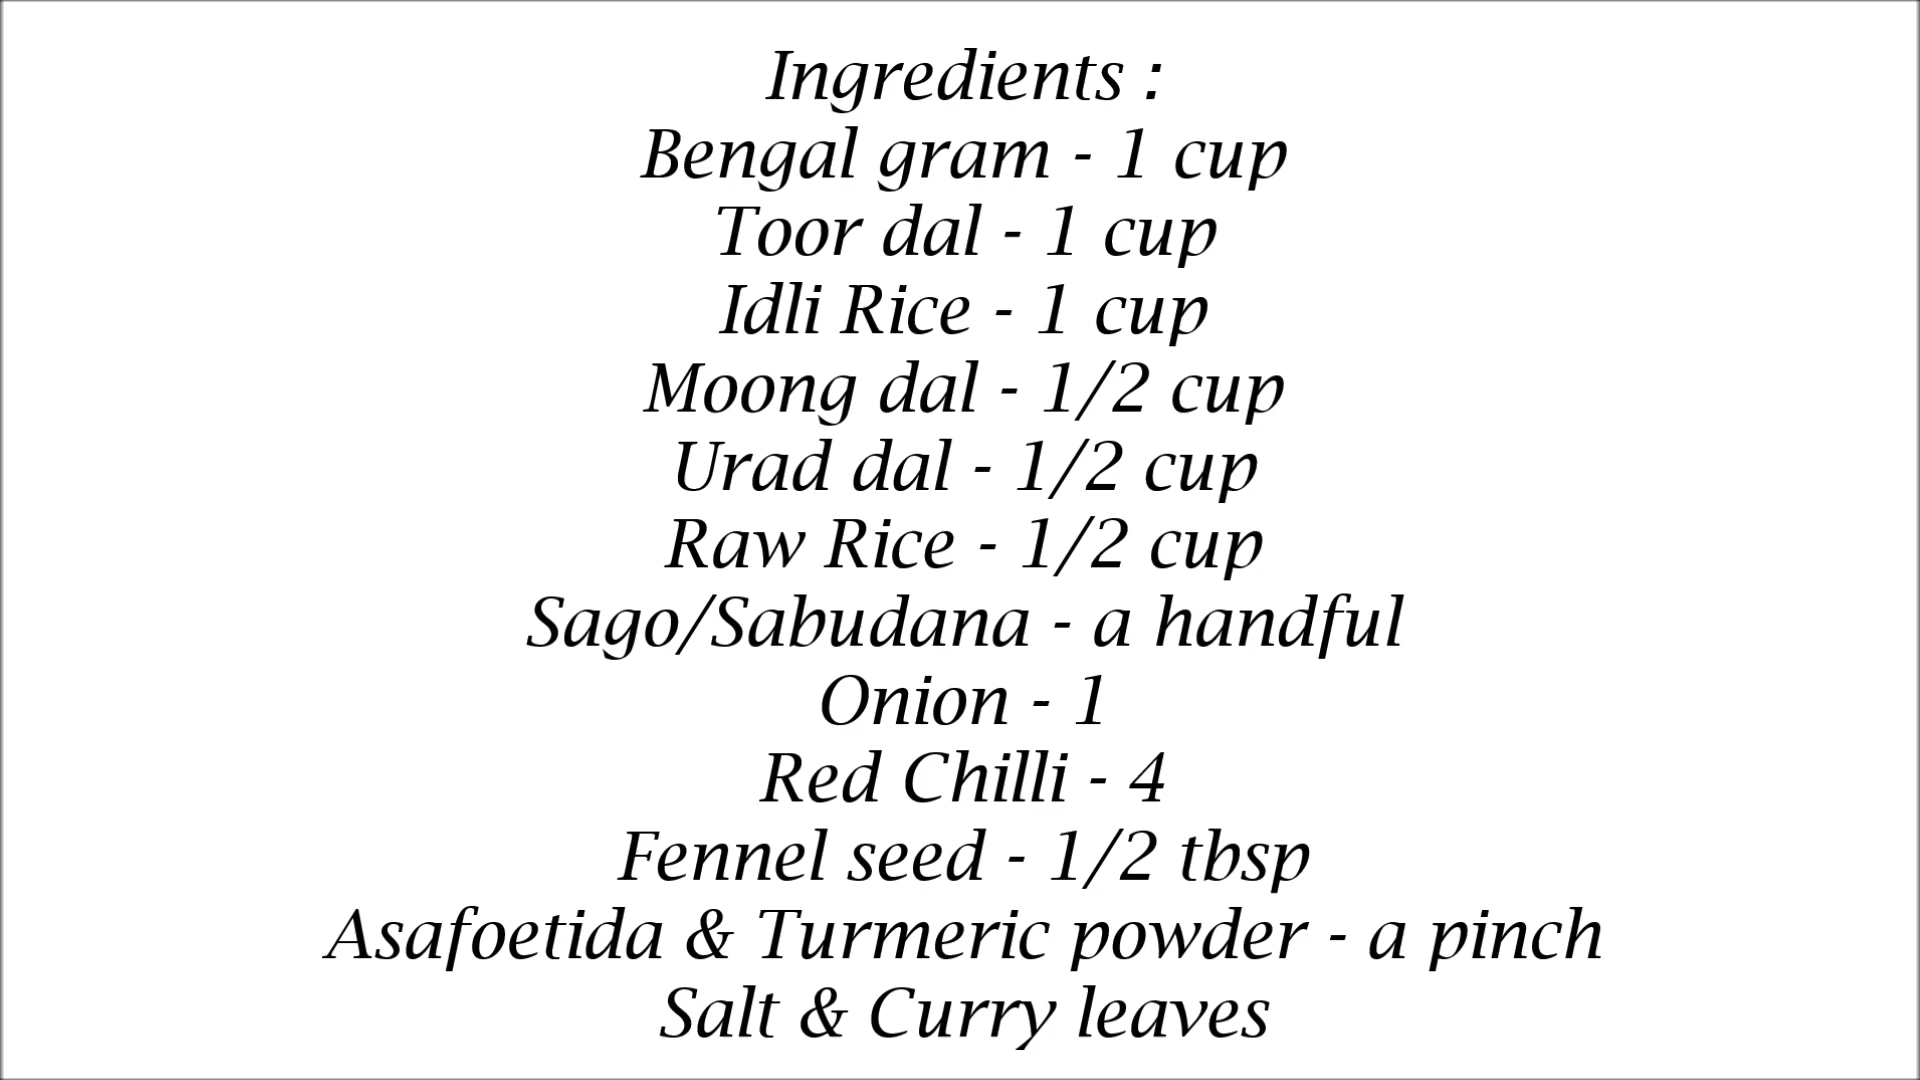 Ingredients :
Bengal gram - 1 cup
Toor dal - 1 cup
Idli Rice - 1 cup
Moong dal - 1/2 cup
Urad dal - 1/2 cup
Raw Rice - 1/2 cup
Sago/Sabudana - a handful
Onion - 1
Red Chilli - 4
Fennel seed - 1/2 tbsp
Asafoetida & Turmeric powder - a pinch
Salt & Curry leaves